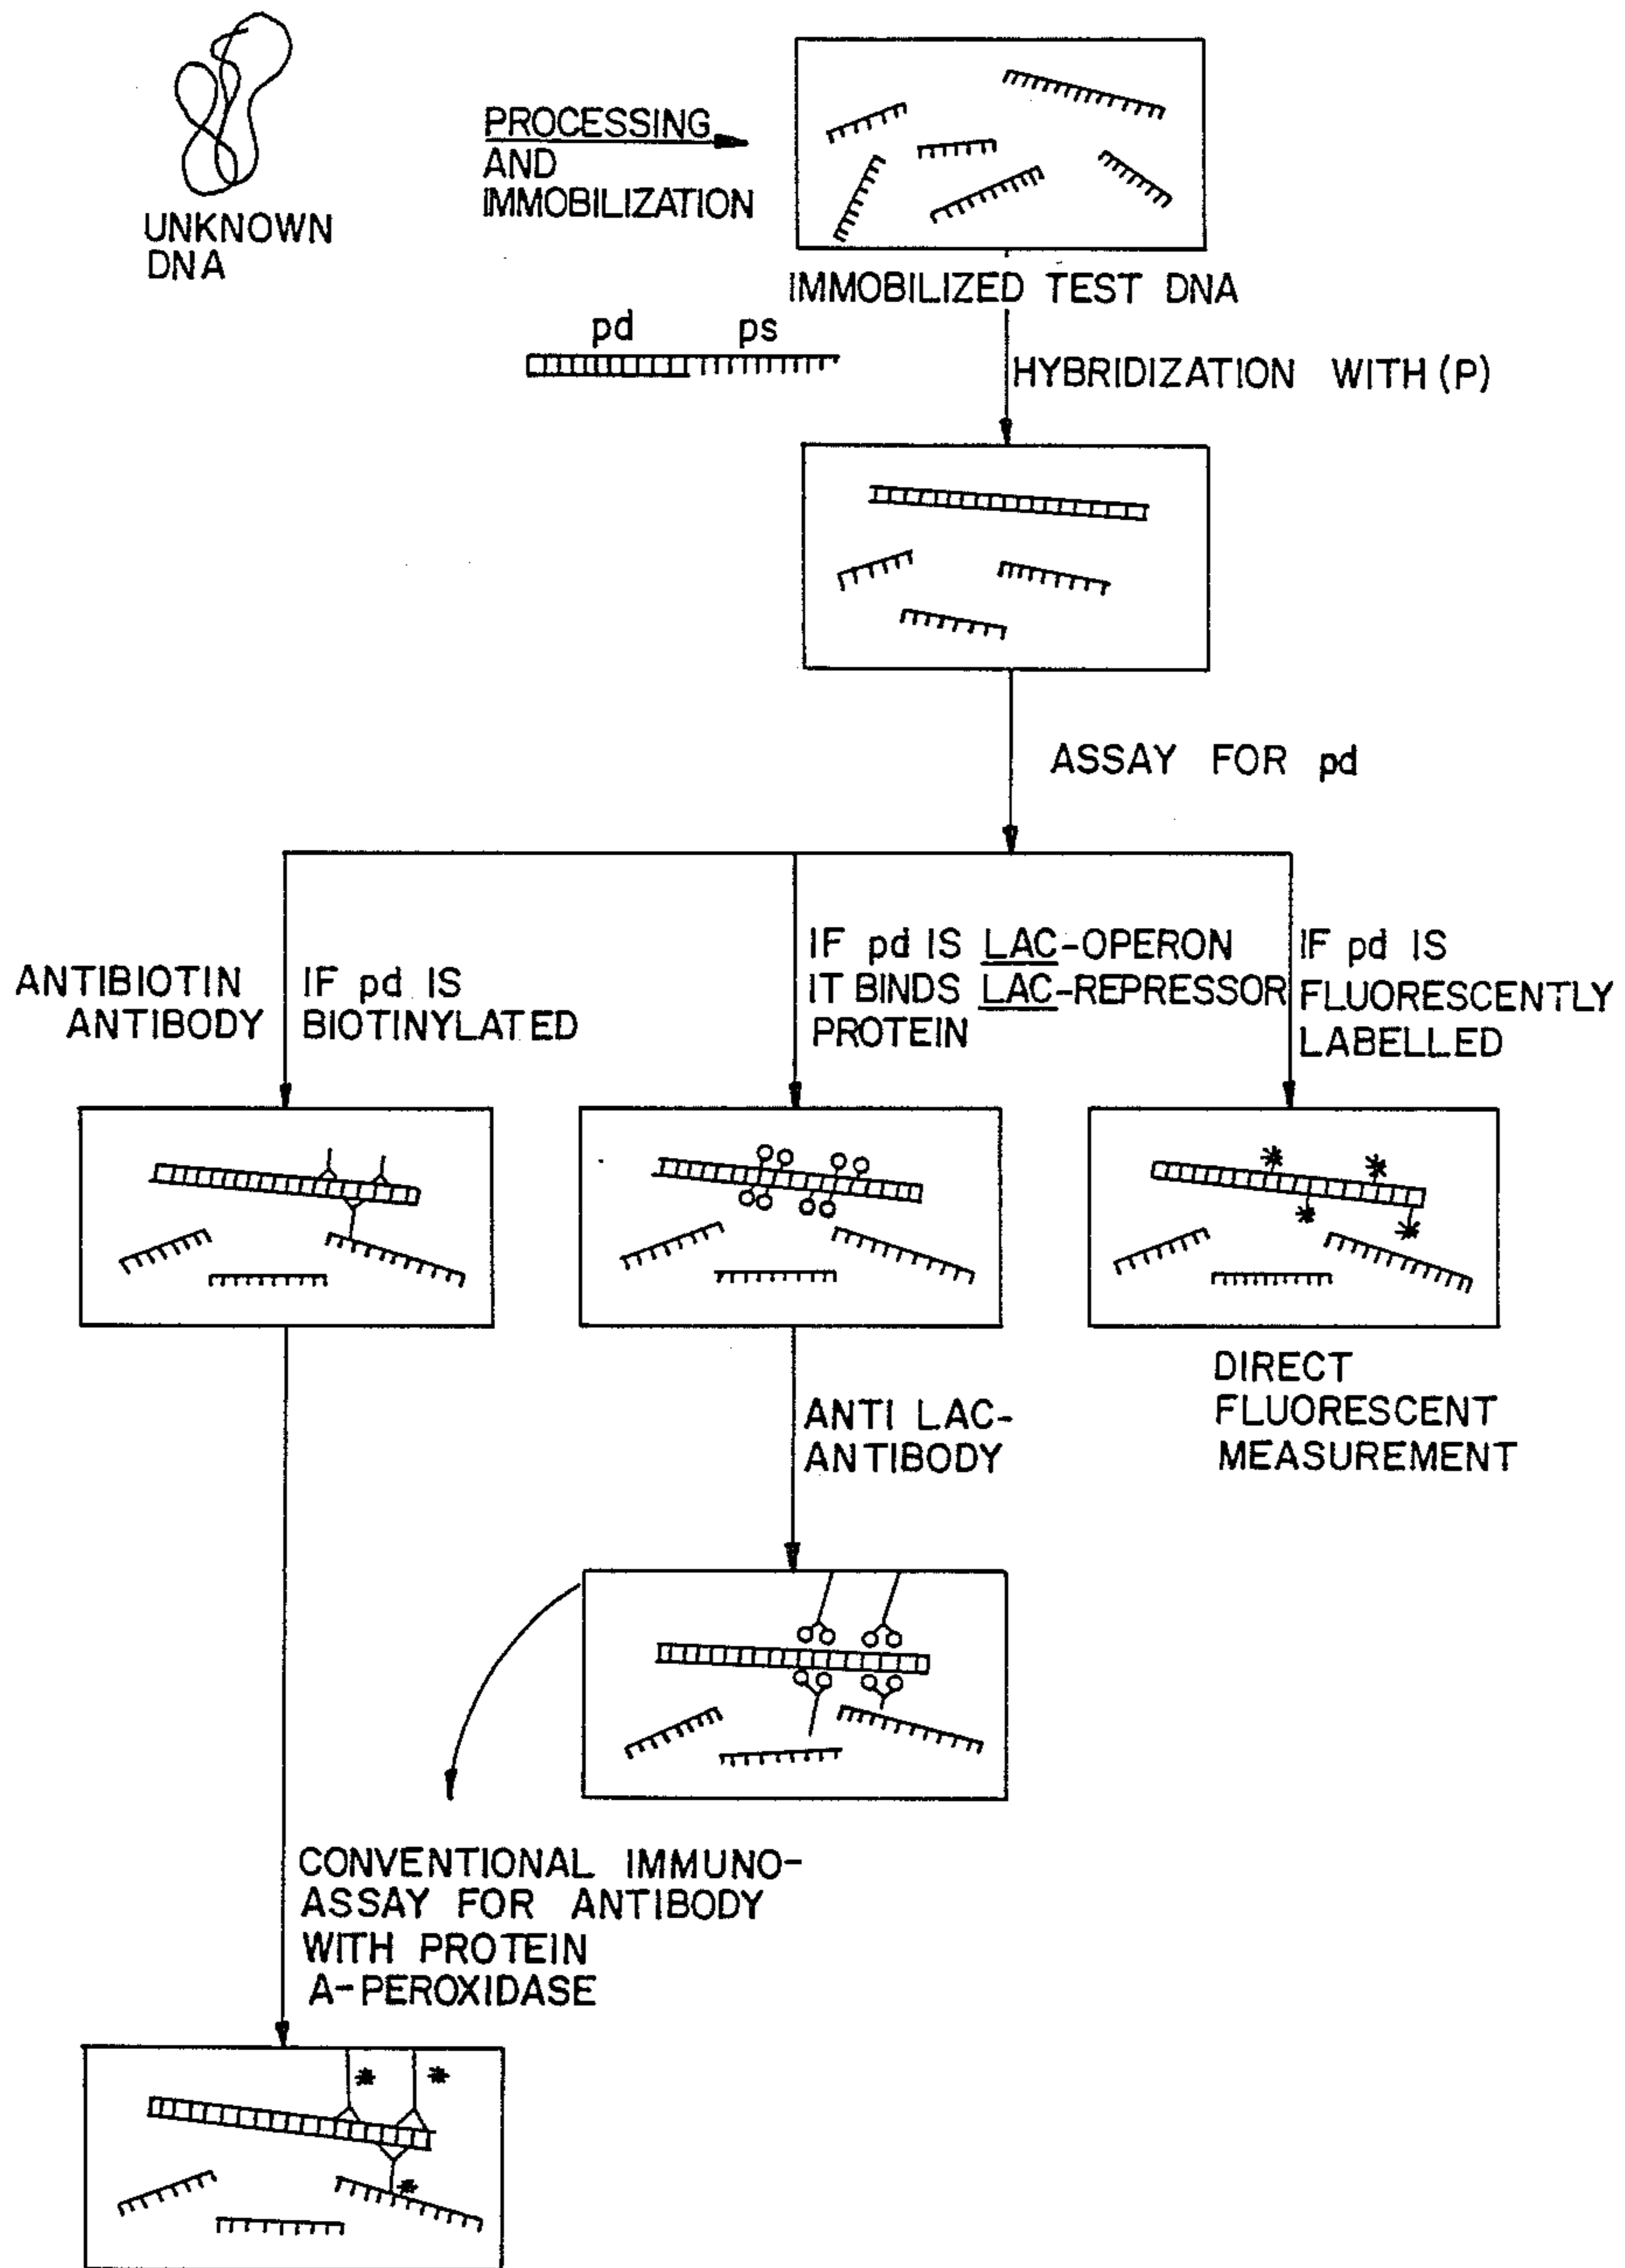 PROCESSING
AND
IMMOBILIZATION
UNKNOWN
DNA
IMMOBILIZED TEST DNA
pd ps
HYBRIDIZATION WITH (P)
ASSAY FOR pd
ANTIBIOTIN
ANTIBODY
IF pd IS
BIOTINYLATED
IF pd IS LAC-OPERON
IT BINDS LAC-REPRESSOR
PROTEIN
IF pd IS
FLUORESCENTLY
LABELLED
DIRECT
FLUORESCENT
MEASUREMENT
ANTI LAC-
ANTIBODY
CONVENTIONAL IMMUNO-
ASSAY FOR ANTIBODY
WITH PROTEIN
A-PEROXIDASE